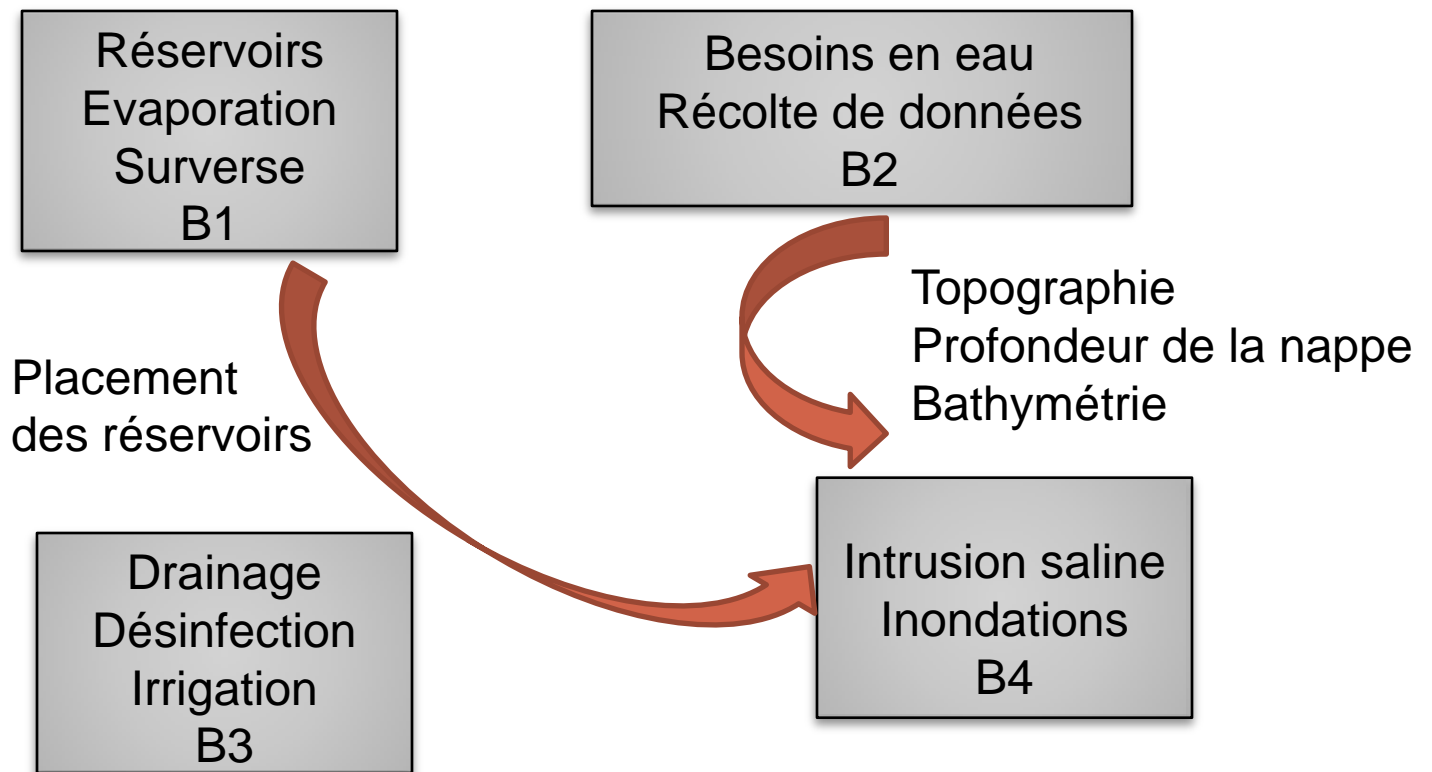 Réservoirs
Evaporation
Surverse
B1
Besoins en eau
Récolte de données
B2
Topographie
Profondeur de la nappe
Bathymétrie
Placement
des réservoirs
Drainage
Désinfection
Irrigation
B3
Intrusion saline
Inondations
B4